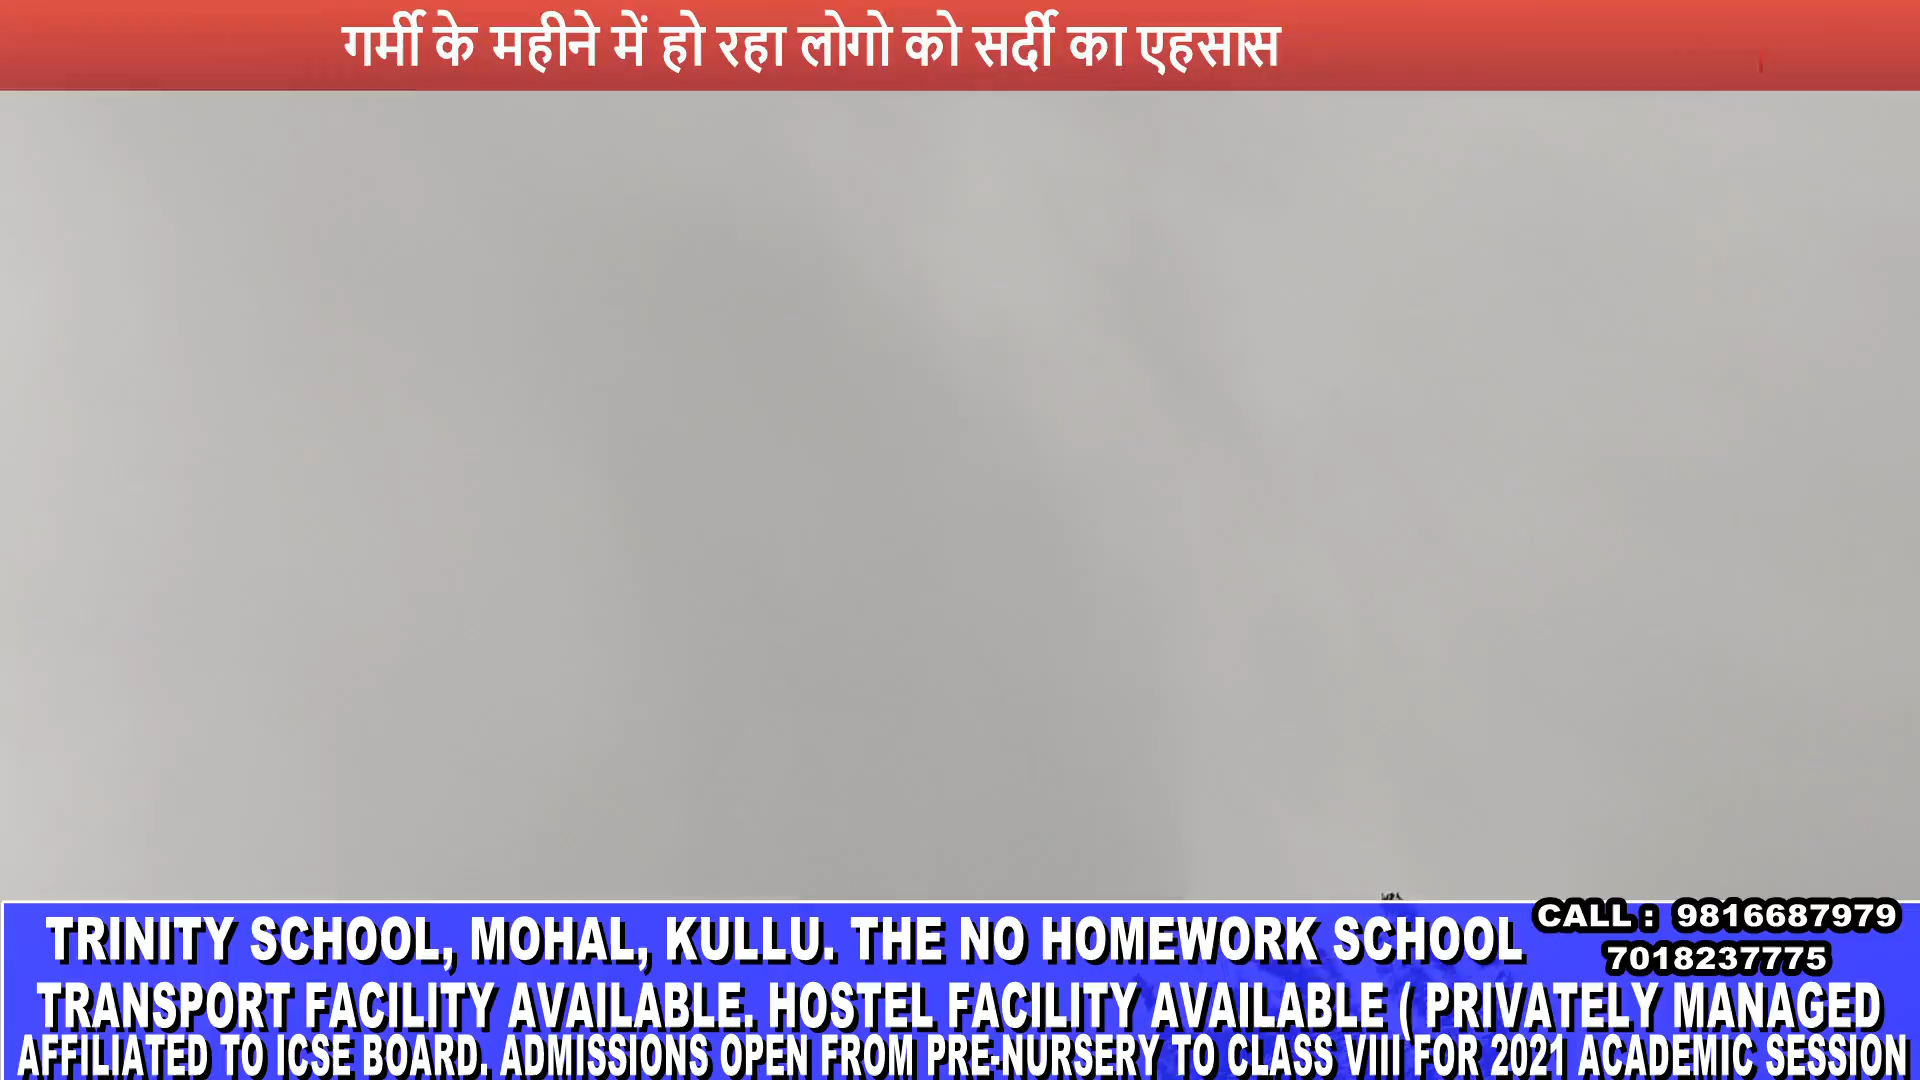 गर्मी के महीने में हो रहा लोगो को सर्दी का एहसास
TRINITY SCHOOL, MOHAL, KULLU. THE NO HOMEWORK SCHOOL
CALL : 9816687979
7018237775
TRANSPORT FACILITY AVAILABLE. HOSTEL FACILITY AVAILABLE ( PRIVATELY MANAGED
AFFILIATED TO ICSE BOARD. ADMISSIONS OPEN FROM PRE-NURSERY TO CLASS VIII FOR 2021 ACADEMIC SESSION